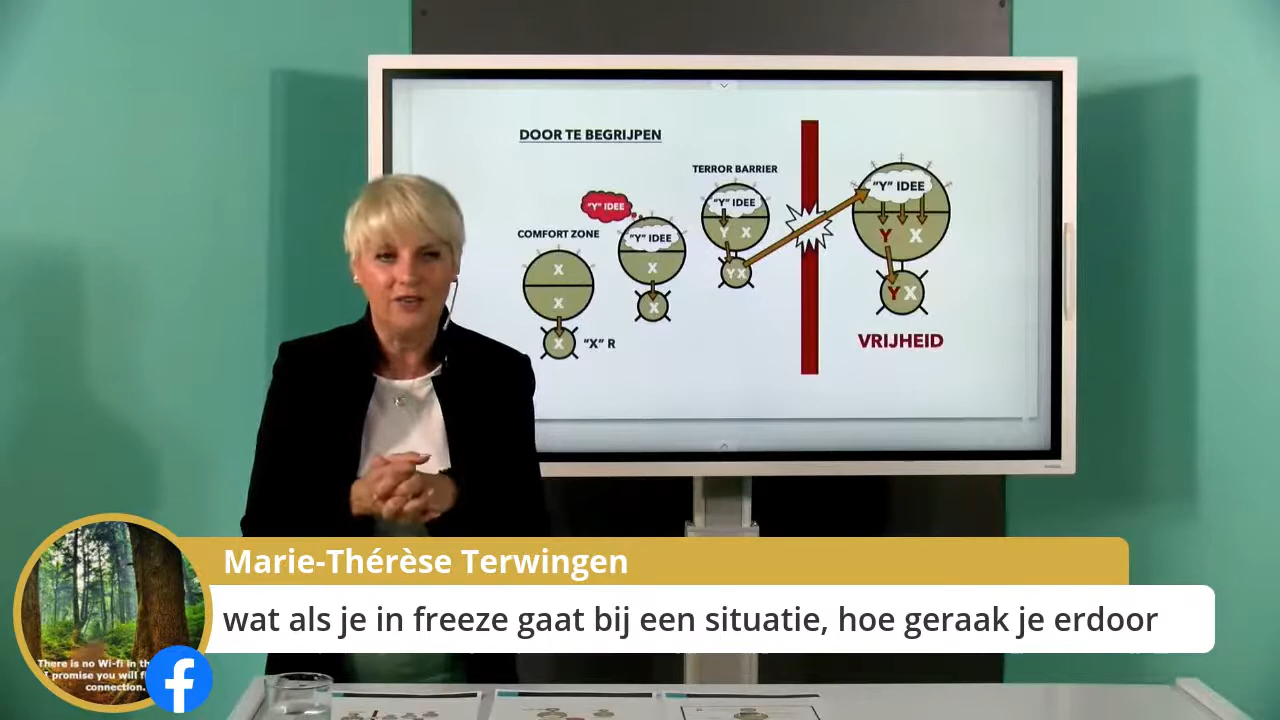 DOOR TE BEGRIJPEN
TERROR BARRIER
"Y" IDEE
COMFORT ZONE
"Y" IDEE
"Y" IDEE
"Y" IDEE
X
X
X
"X" R
X
X
Y X
Y X
Y X
Y X
VRIJHEID
Marie-Thérèse Terwingen
wat als je in freeze gaat bij een situatie, hoe geraak je erdoor
There is no Wi-fi in th
I promise you will f
connection.
f